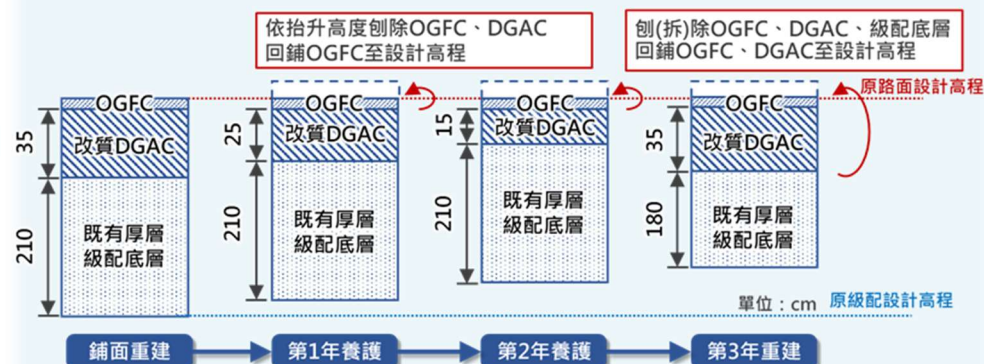 依抬升高度刨除OGFC、DGAC
回鋪OGFC至設計高程
刨(拆)除OGFC、DGAC、級配底層
回鋪OGFC、DGAC至設計高程
原路面設計高程
OGFC
OGFC
OGFC
OGFC
35
改質DGAC
25
改質DGAC
15
改質DGAC
35
改質DGAC
210
既有厚層
級配底層
210
既有厚層
級配底層
210
既有厚層
級配底層
180
既有厚層
級配底層
單位：cm
原級配設計高程
鋪面重建
第1年養護
第2年養護
第3年重建